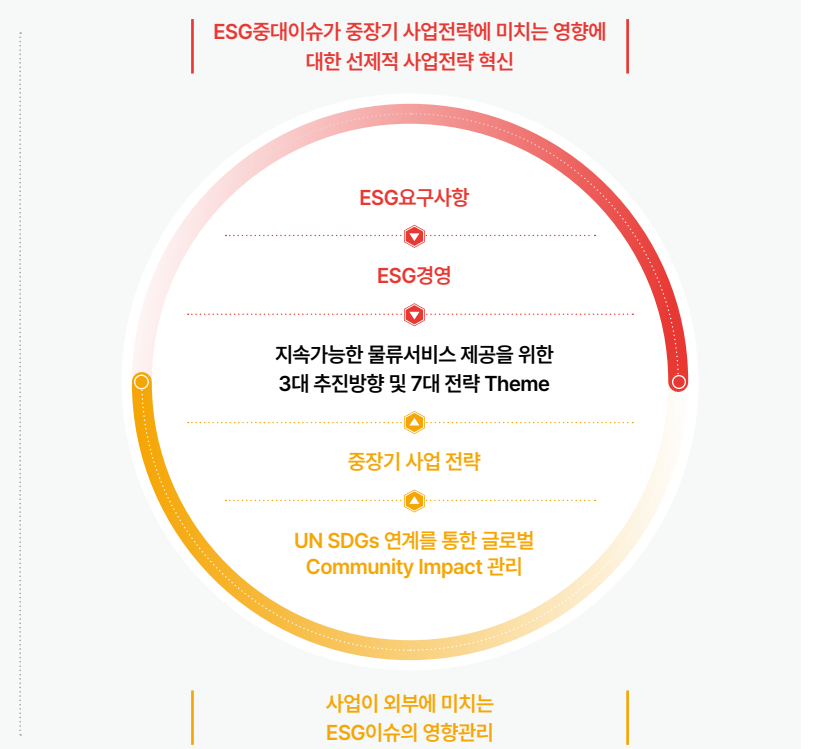 ESG중대이슈가 중장기 사업전략에 미치는 영향에
대한 선제적 사업전략 혁신
ESG요구사항
ESG경영
지속가능한 물류서비스 제공을 위한
3대 추진방향 및 7대 전략 Theme
중장기 사업 전략
UN SDGs 연계를 통한 글로벌
Community Impact 관리
사업이 외부에 미치는
ESG이슈의 영향관리